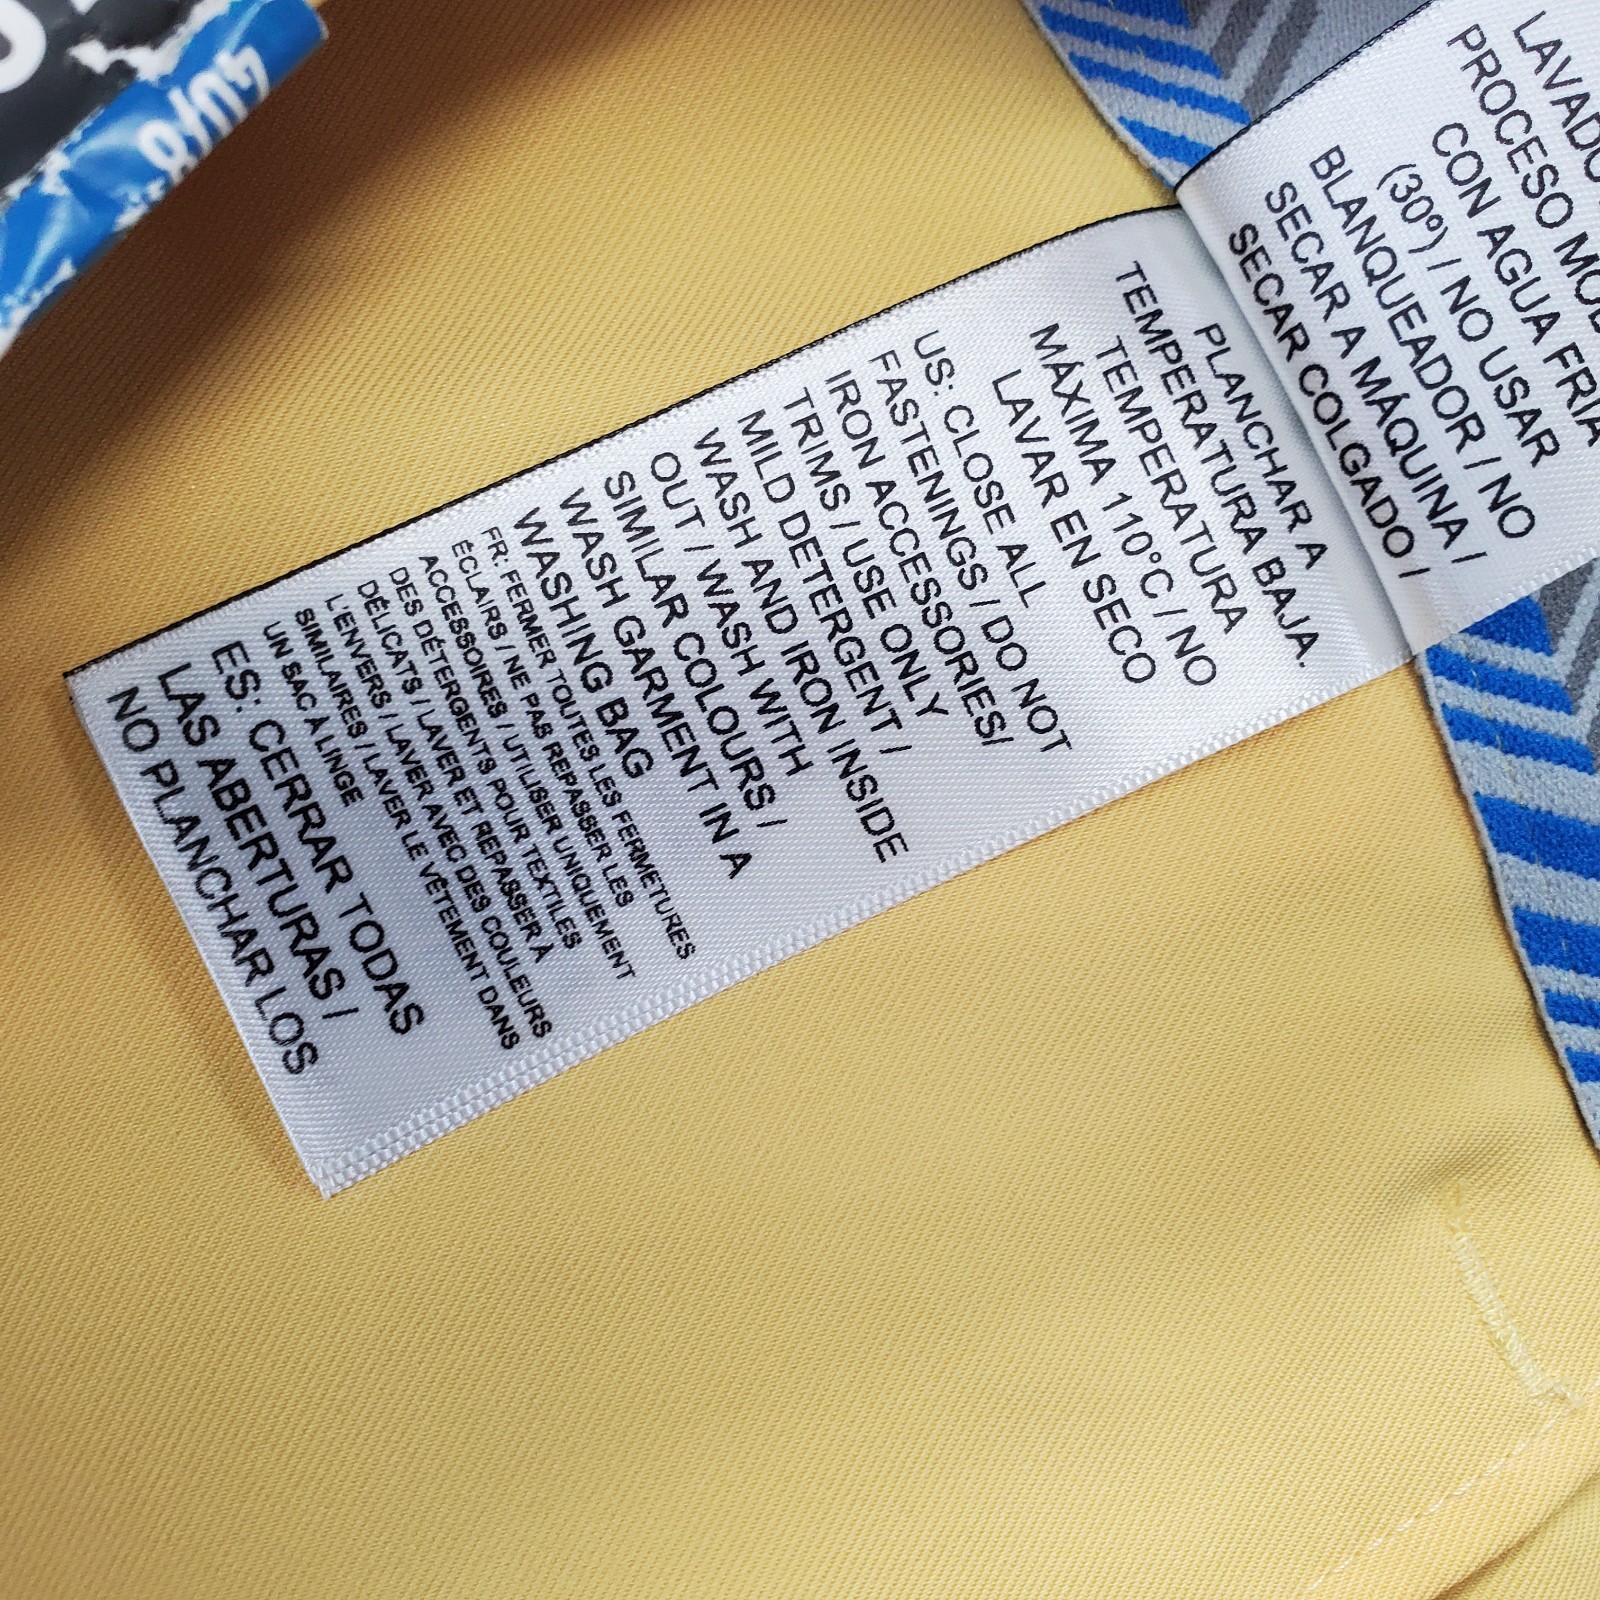 40/8
LAVADO
PROCESO
CON AGUA FRIA
(30º) / NO USAR
BLANQUEADOR / NO
SECAR A MÁQUINA /
SECAR COLGADO /
PLANCHAR A
TEMPERATURA BAJA.
TEMPERATURA
MÁXIMA 110°C / NO
LAVAR EN SECO
US: CLOSE ALL
FASTENINGS / DO NOT
IRON ACCESSORIES/
TRIMS / USE ONLY
MILD DETERGENT /
WASH AND IRON INSIDE
OUT / WASH WITH
SIMILAR COLOURS /
WASH GARMENT IN A
WASHING BAG
FR: FERMER TOUTES LES FERMETURES
ÉCLAIRS / NE PAS REPASSER LES
ACCESSOIRES / UTILISER UNIQUEMENT
DES DÉTERGENTS POUR TEXTILES
DÉLICATS / LAVER ET REPASSER À
L'ENVERS / LAVER AVEC DES COULEURS
SIMILAIRES / LAVER LE VÊTEMENT DANS
UN SAC À LINGE
ES: CERRAR TODAS
LAS ABERTURAS /
NO PLANCHAR LOS